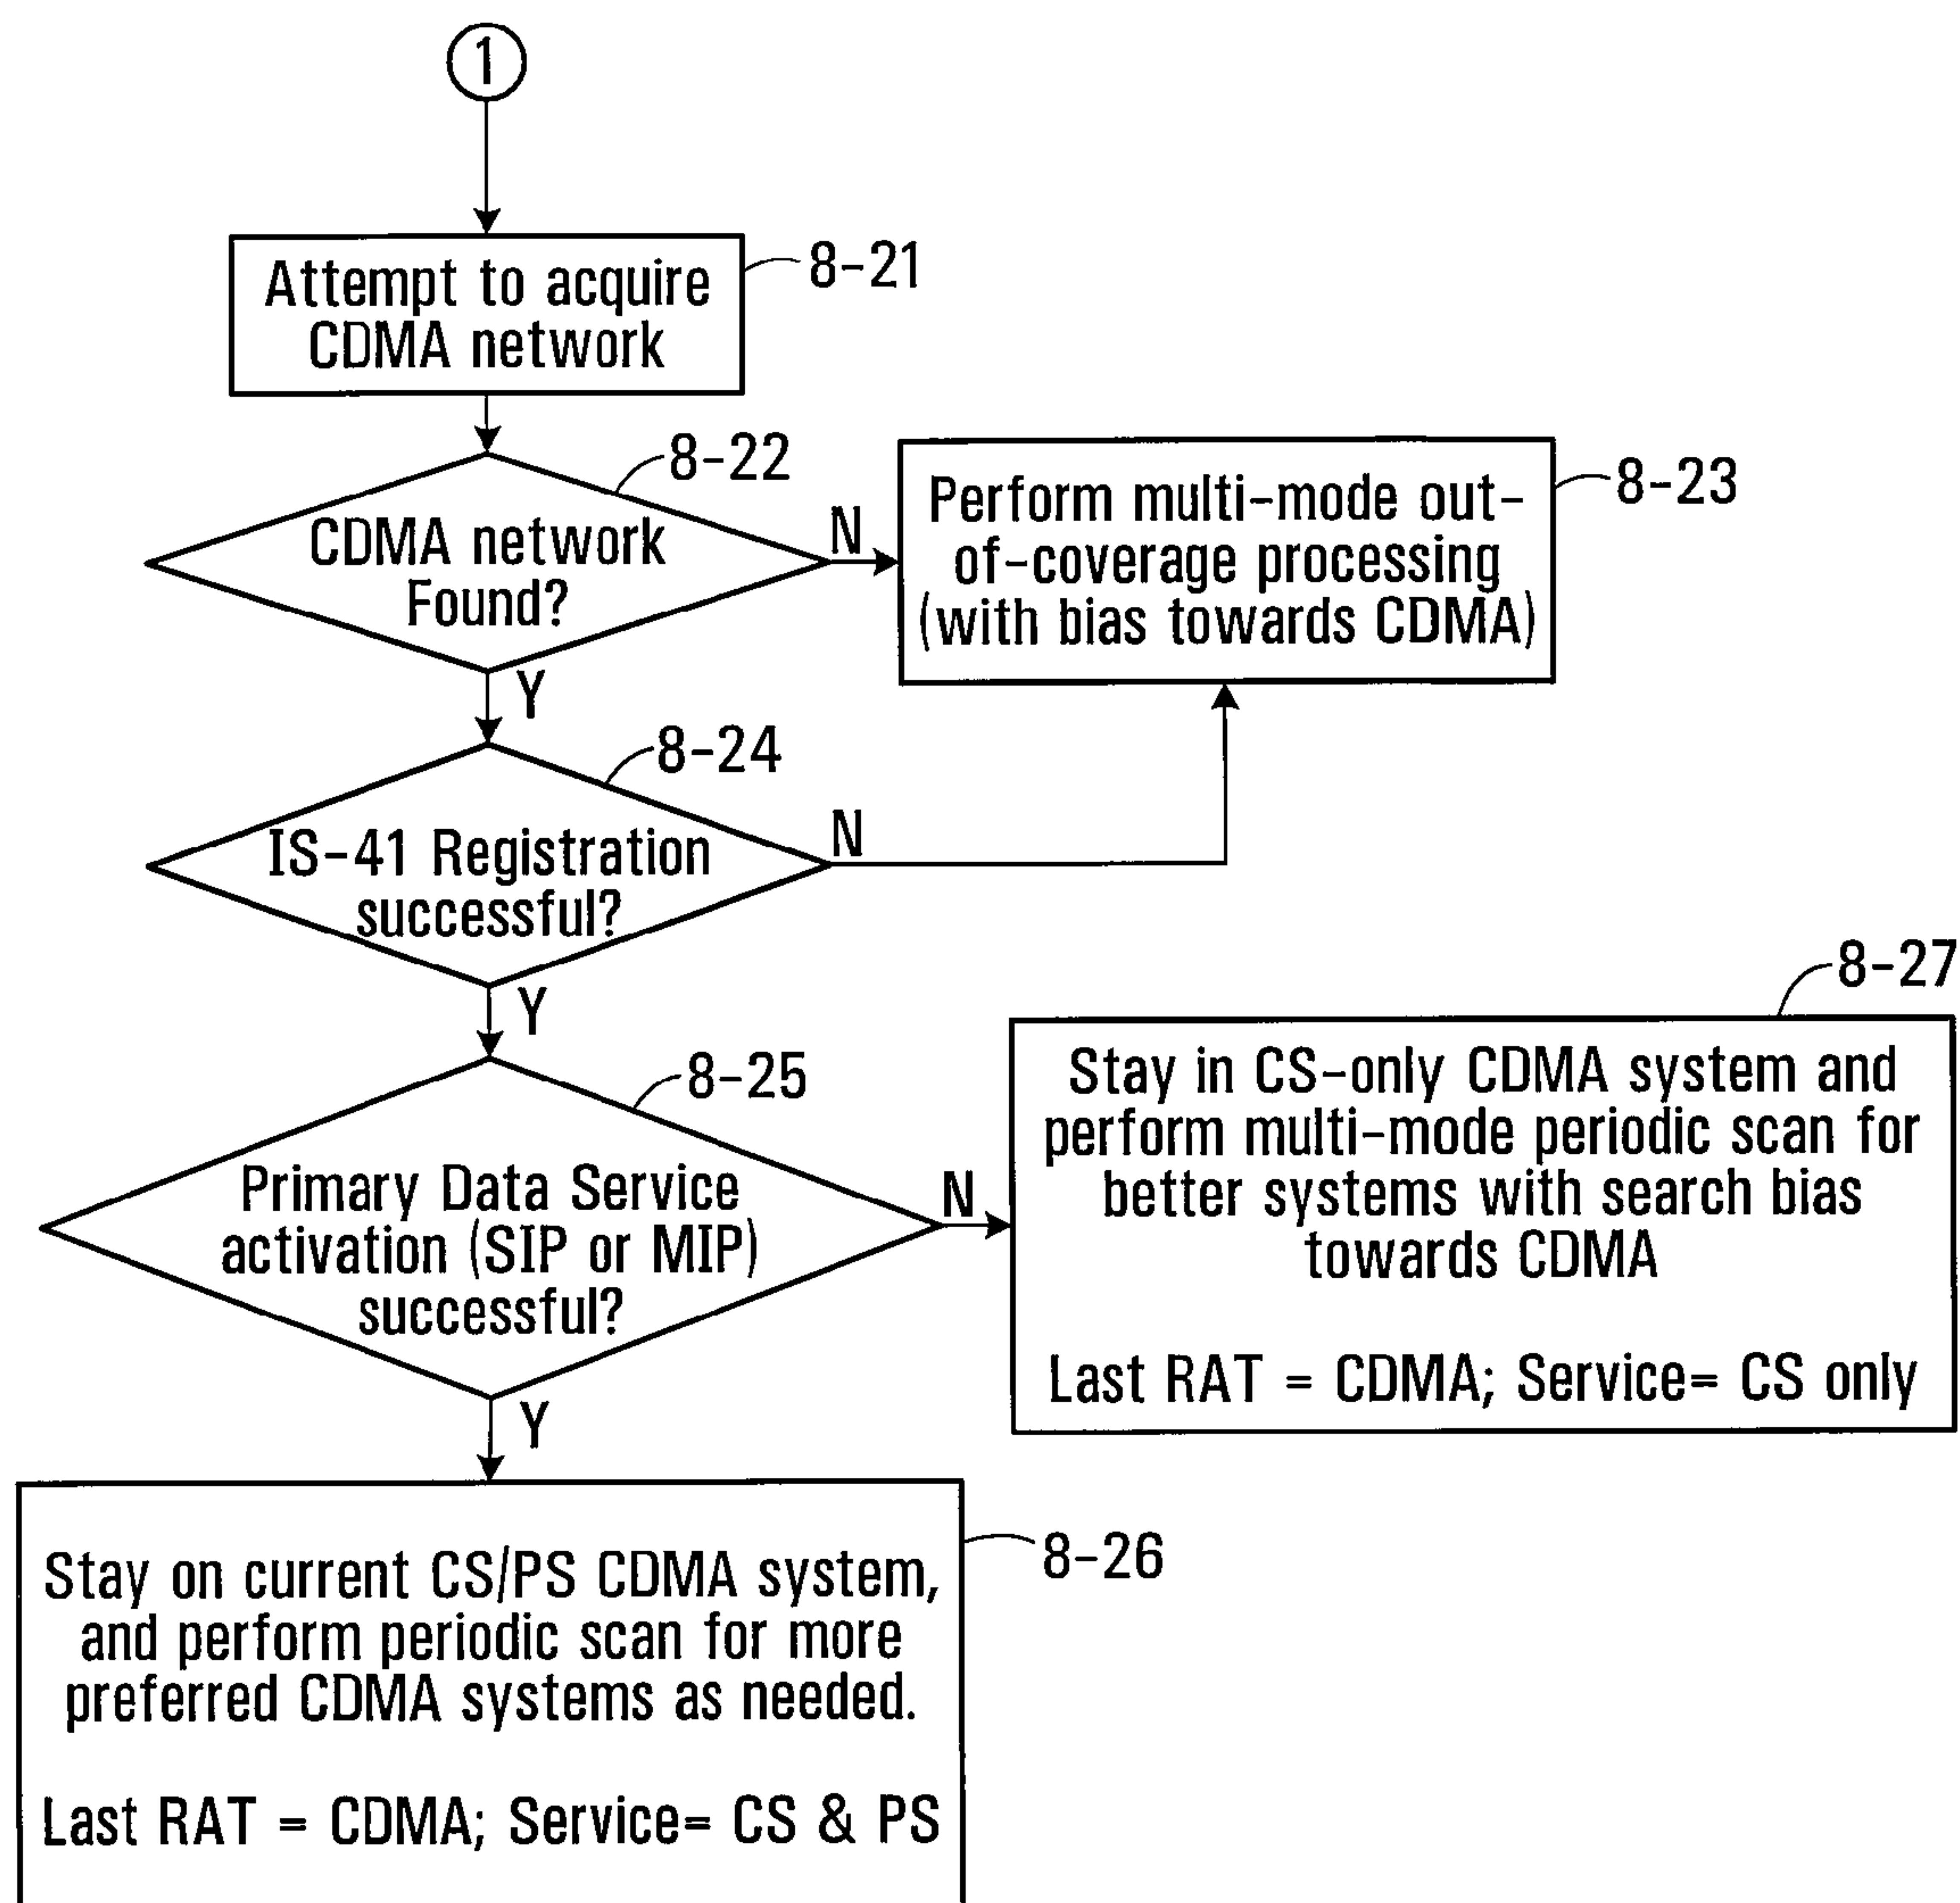 1
Attempt to acquire
CDMA network
8-21
8-22
CDMA network
Found?
N
Y
Perform multi-mode out-
of-coverage processing
(with bias towards CDMA)
8-23
8-24
IS-41 Registration
successful?
N
Y
8-25
Primary Data Service
activation (SIP or MIP)
successful?
N
Y
8-27
Stay in CS-only CDMA system and
perform multi-mode periodic scan for
better systems with search bias
towards CDMA
Last RAT = CDMA; Service= CS only
Stay on current CS/PS CDMA system,
and perform periodic scan for more
preferred CDMA systems as needed.
Last RAT = CDMA; Service= CS & PS
8-26